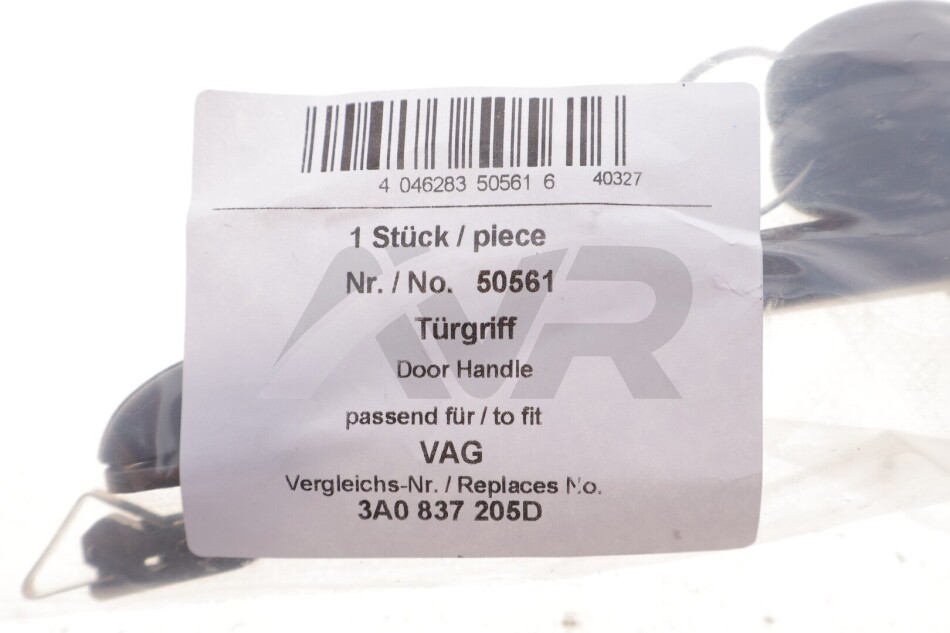 4 046283 50561 6 40327
1 Stück / piece
Nr. / No. 50561
Türgriff
Door Handle
passend für / to fit
VAG
Vergleichs-Nr. / Replaces No.
3A0 837 205D
AVR